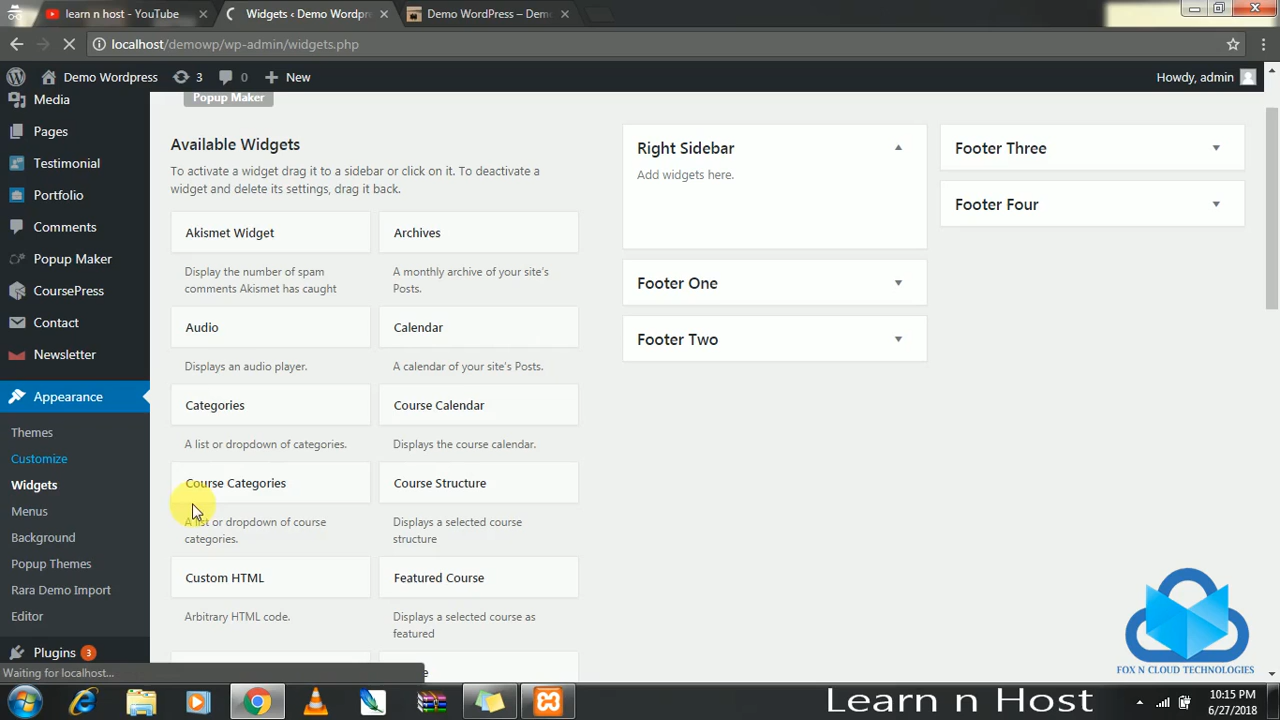 learn n host - YouTube
Widgets ‹ Demo Wordpr
Demo WordPress – Demo
localhost/demowp/wp-admin/widgets.php
Demo Wordpress
3
0
New
Howdy, admin
Media
Pages
Testimonial
Portfolio
Comments
Popup Maker
CoursePress
Contact
Newsletter
Appearance
Themes
Customize
Widgets
Menus
Background
Popup Themes
Rara Demo Import
Editor
Plugins 3
Popup Maker
Available Widgets
To activate a widget drag it to a sidebar or click on it. To deactivate a
widget and delete its settings, drag it back.
Akismet Widget
Display the number of spam
comments Akismet has caught
Archives
A monthly archive of your site's
Posts.
Audio
Displays an audio player.
Calendar
A calendar of your site's Posts.
Categories
A list or dropdown of categories.
Course Calendar
Displays the course calendar.
Course Categories
A list or dropdown of course
categories.
Course Structure
Displays a selected course
structure
Custom HTML
Arbitrary HTML code.
Featured Course
Displays a selected course as
featured
Right Sidebar
Add widgets here.
Footer One
Footer Two
Footer Three
Footer Four
FOX N CLOUD TECHNOLOGIES
Waiting for localhost...
Learn n Host
10:15 PM
6/27/2018